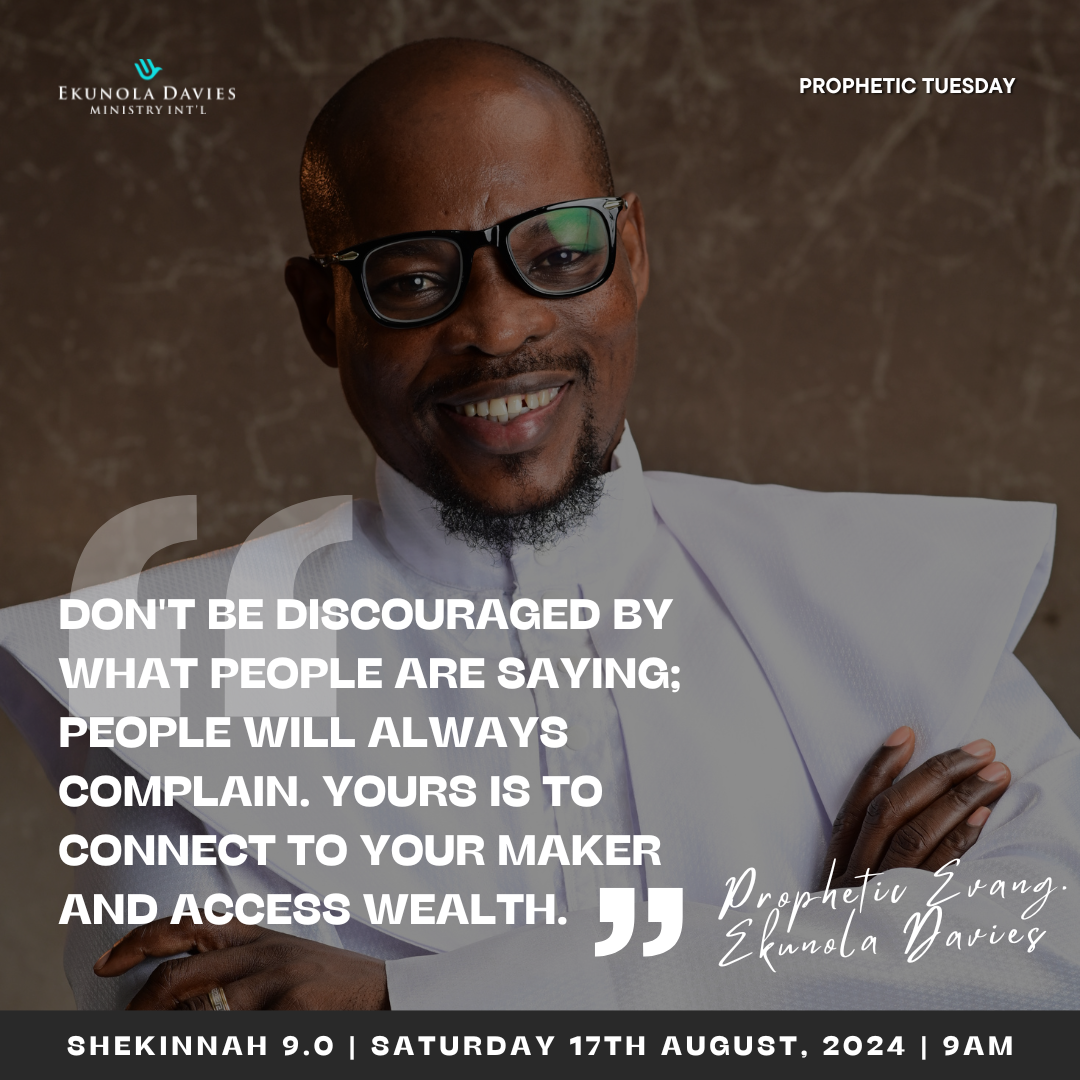 EKUNOLA DAVIES
MINISTRY INT'L
PROPHETIC TUESDAY
DON'T BE DISCOURAGED BY
WHAT PEOPLE ARE SAYING;
PEOPLE WILL ALWAYS
COMPLAIN. YOURS IS TO
CONNECT TO YOUR MAKER
AND ACCESS WEALTH.
Prophetic Evang.
Ekunola Davies
SHEKINNAH 9.0 | SATURDAY 17TH AUGUST, 2024 | 9AM